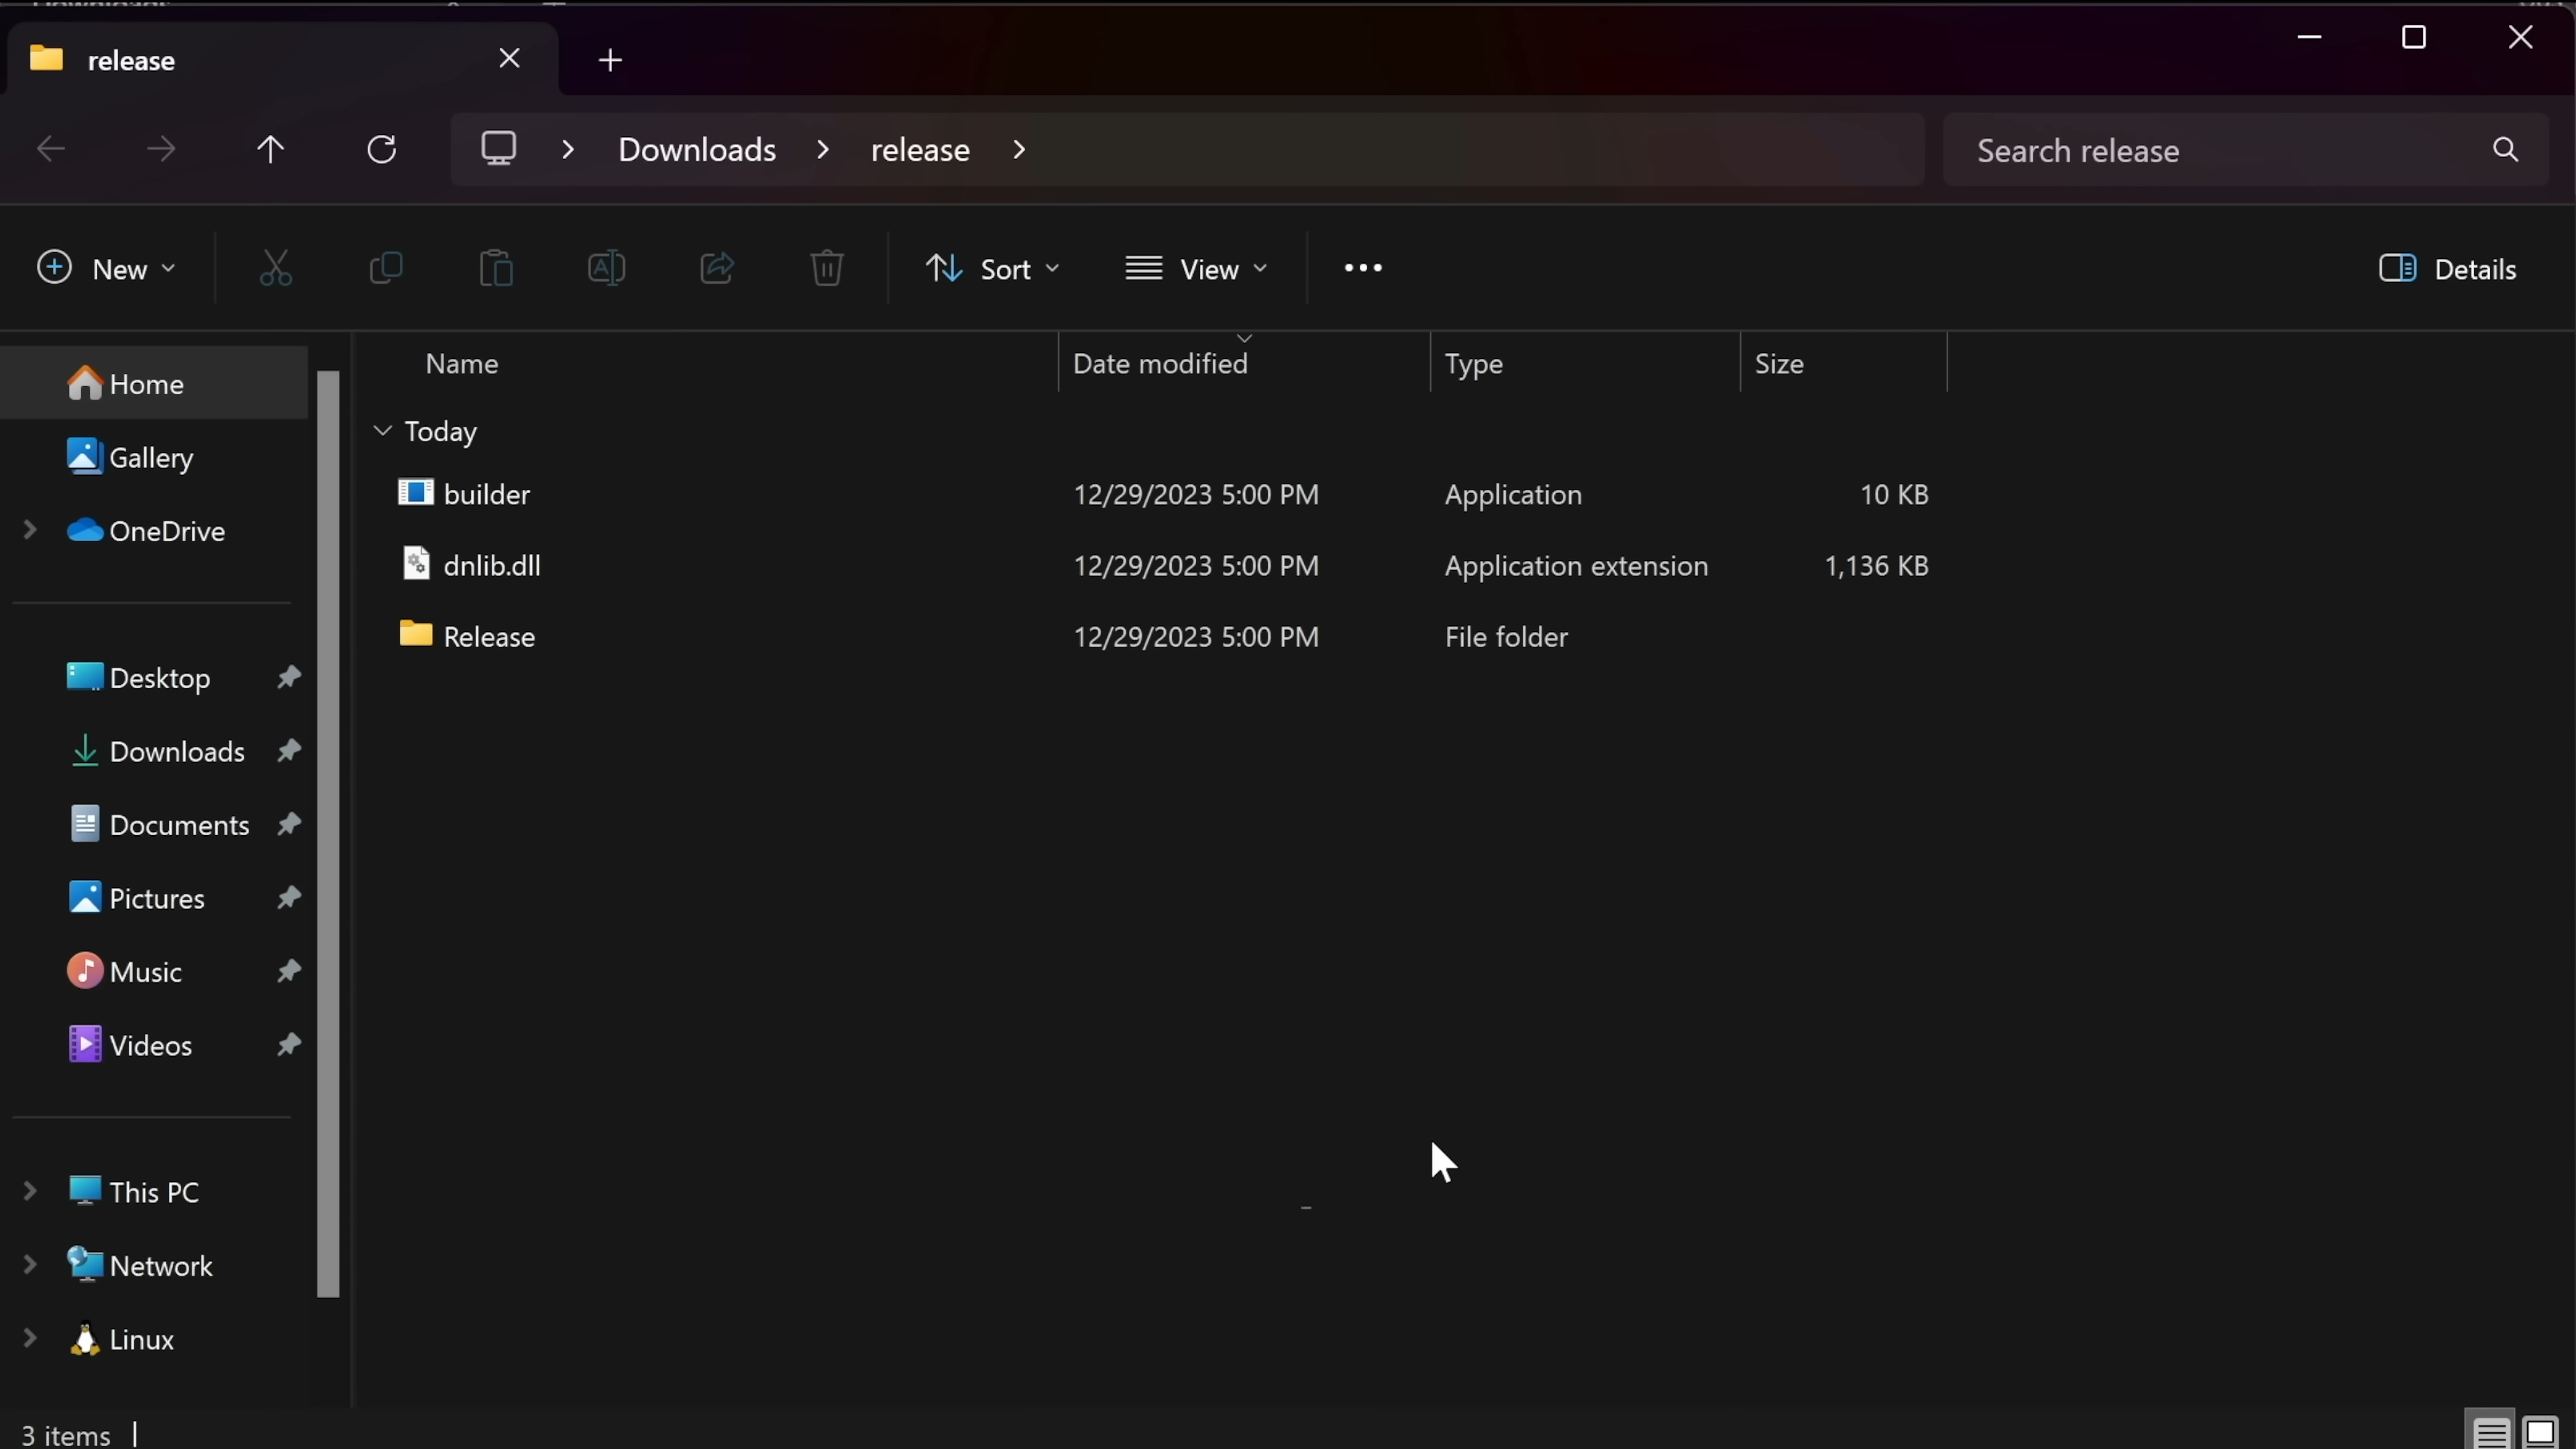 release
Downloads
release
Search release
New
Sort
View
Details
Name
Date modified
Type
Size
Home
Gallery
OneDrive
Desktop
Downloads
Documents
Pictures
Music
Videos
This PC
Network
Linux
Today
builder 12/29/2023 5:00 PM Application 10 KB
dnlib.dll 12/29/2023 5:00 PM Application extension 1,136 KB
Release 12/29/2023 5:00 PM File folder
3 items